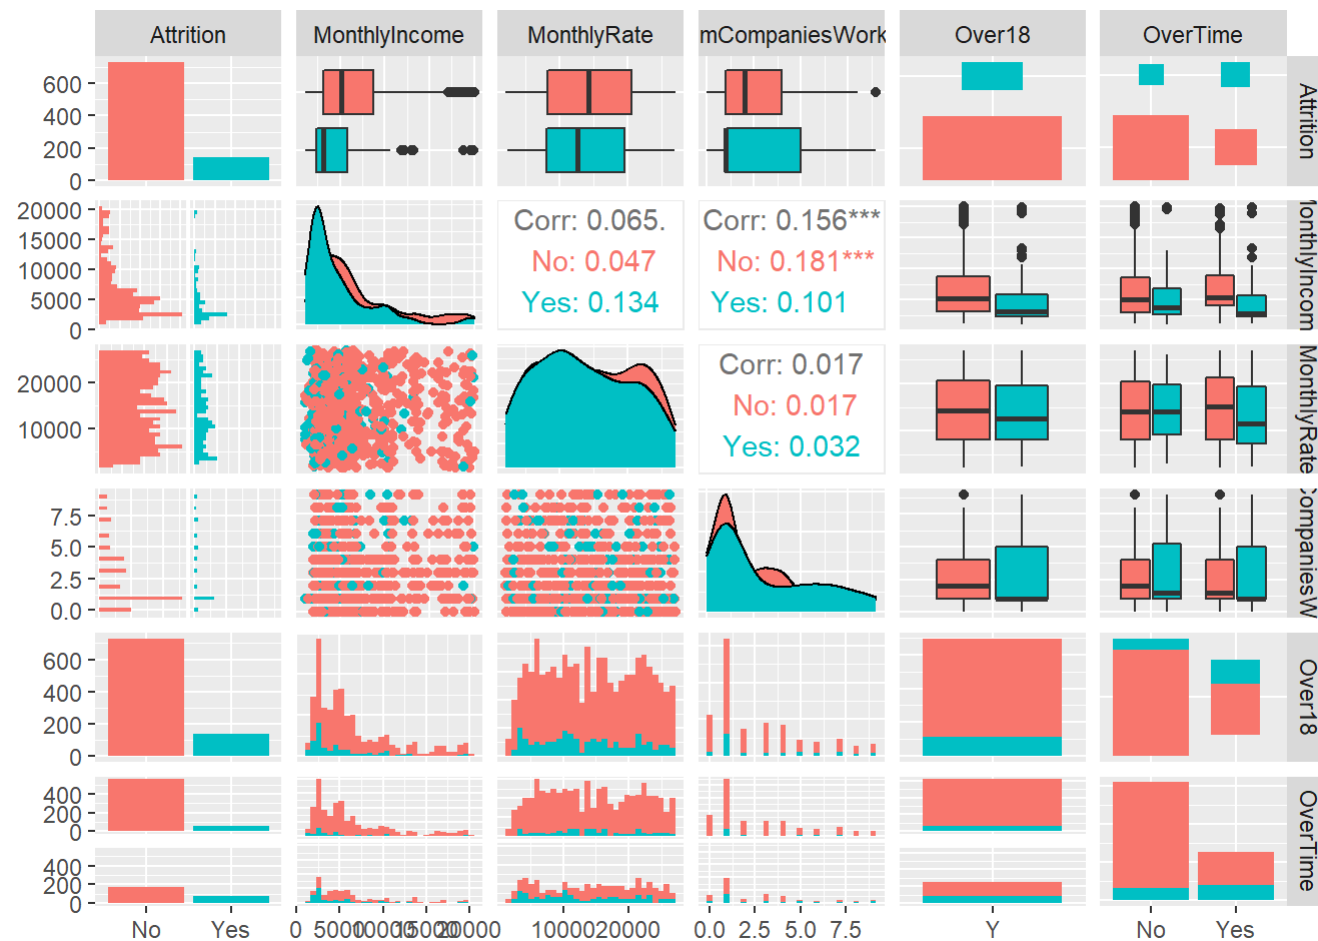 Attrition MonthlyIncome MonthlyRate mCompaniesWork Over18 OverTime
600
400
200
0
Attrition
20000
15000
10000
5000
0
Corr: 0.065.
No: 0.047
Yes: 0.134
Corr: 0.156***
No: 0.181***
Yes: 0.101
MonthlyIncom
20000
10000
Corr: 0.017
No: 0.017
Yes: 0.032
MonthlyRate
7.5
5.0
2.5
0.0
CompaniesW
600
400
200
0
Over18
400
200
0
400
200
0
OverTime
No Yes 0 5000 10000 15000 20000 10000 20000 0.0 2.5 5.0 7.5 Y No Yes